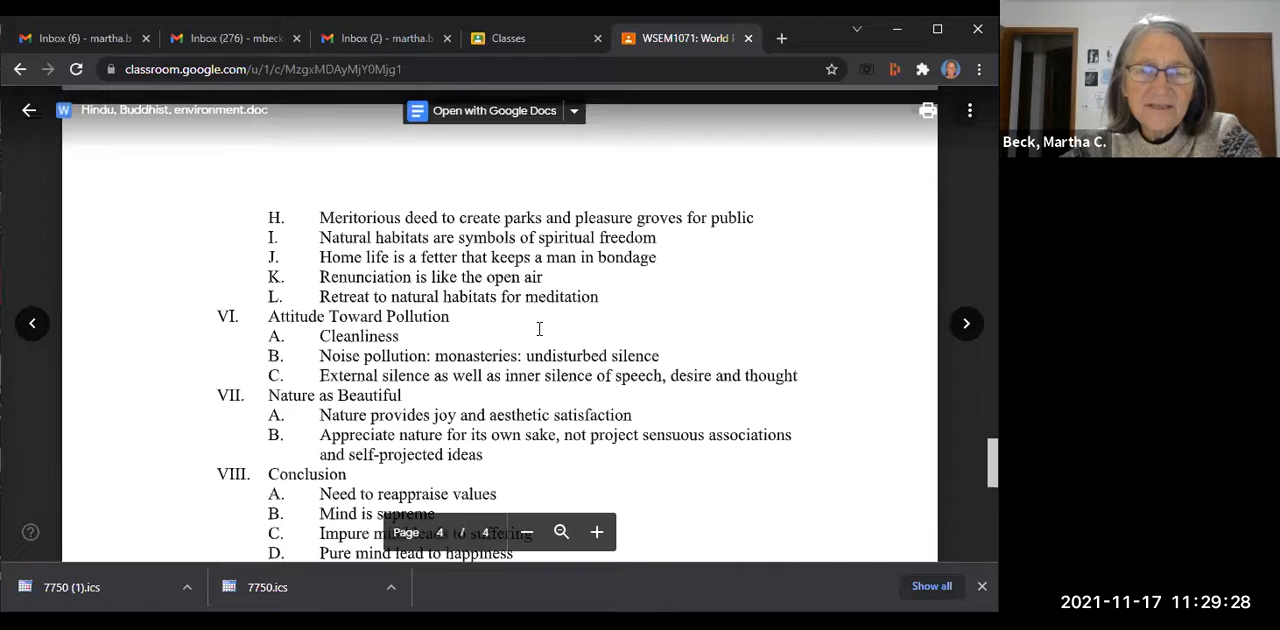 Inbox (6) - martha.b
Inbox (276) - mbeck
Inbox (2) - martha.b
Classes
WSEM1071: World
classroom.google.com/u/1/c/MzgxMDAyMjY0Mjg1
W Hindu, Buddhist, environment.doc
Open with Google Docs
Beck, Martha C.
H. Meritorious deed to create parks and pleasure groves for public
I. Natural habitats are symbols of spiritual freedom
J. Home life is a fetter that keeps a man in bondage
K. Renunciation is like the open air
L. Retreat to natural habitats for meditation
VI. Attitude Toward Pollution
A. Cleanliness
B. Noise pollution: monasteries: undisturbed silence
C. External silence as well as inner silence of speech, desire and thought
VII. Nature as Beautiful
A. Nature provides joy and aesthetic satisfaction
B. Appreciate nature for its own sake, not project sensuous associations
and self-projected ideas
VIII. Conclusion
A. Need to reappraise values
B. Mind is supreme
C. Impure mind leads to suffering
D. Pure mind lead to happiness
Page 4 / 4
7750 (1).ics
7750.ics
Show all
2021-11-17 11:29:28